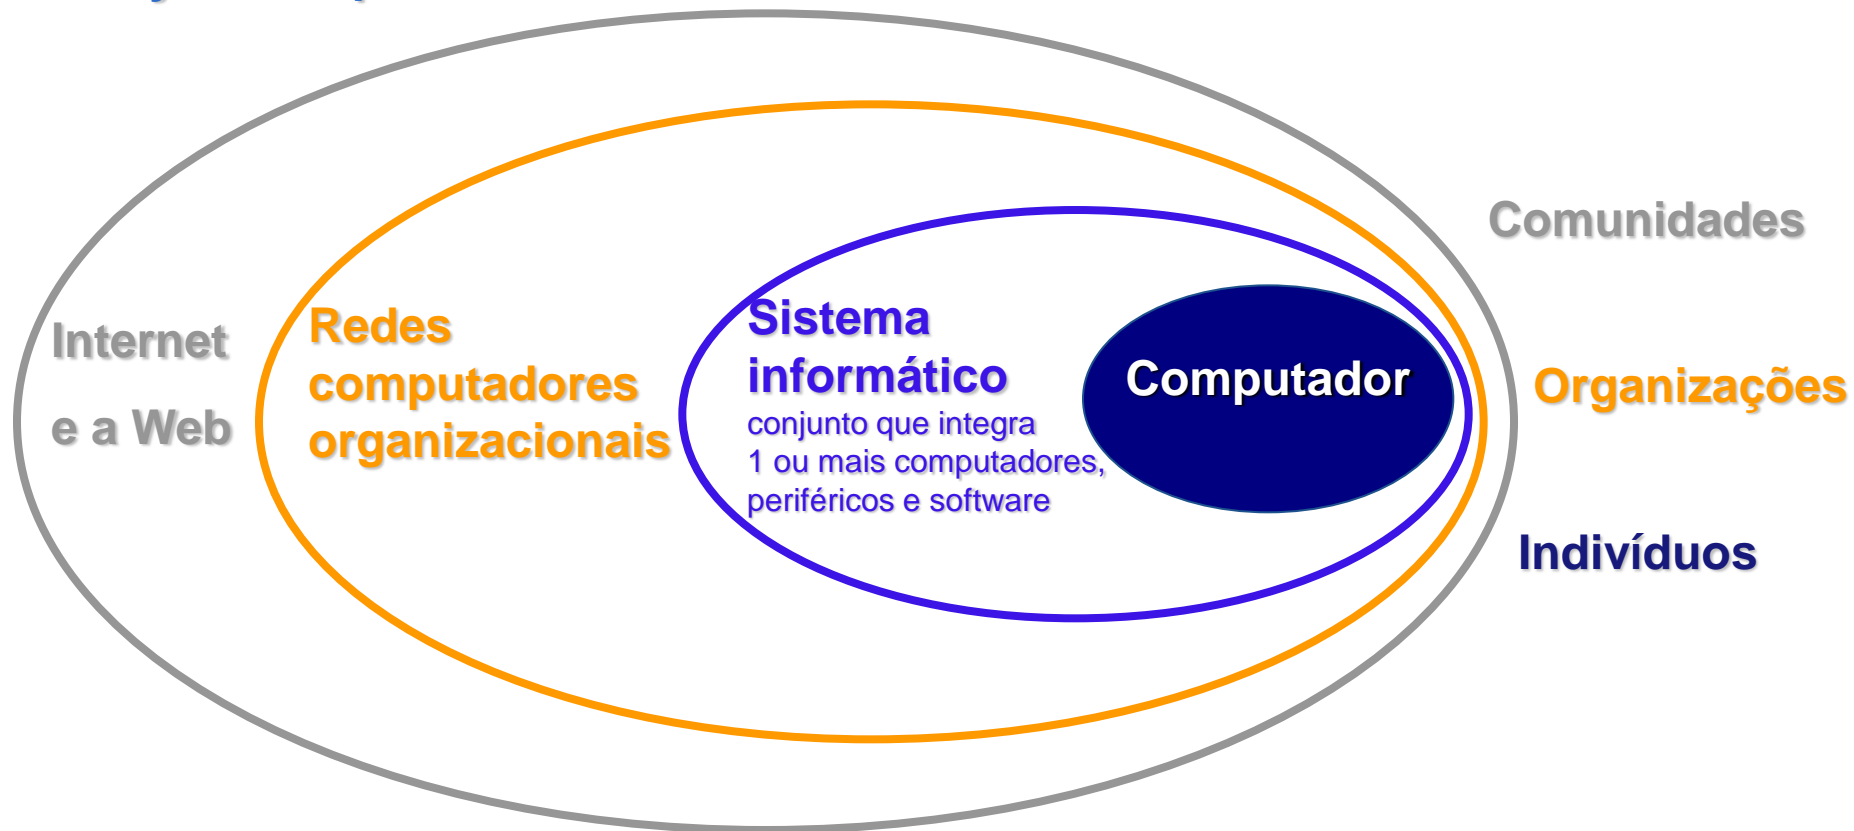 Internet
e a Web
Redes
computadores
organizacionais
Sistema
informático
conjunto que integra
1 ou mais computadores,
periféricos e software
Computador
Comunidades
Organizações
Indivíduos